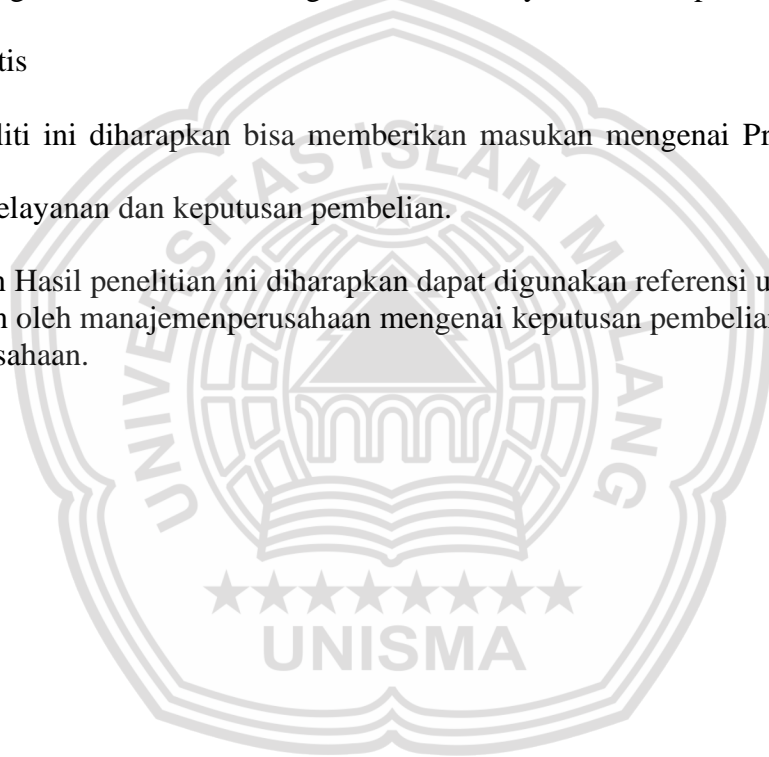 tis
liti ini diharapkan bisa memberikan masukan mengenai Pr
elayanan dan keputusan pembelian.
n Hasil penelitian ini diharapkan dapat digunakan referensi u
n oleh manajemenperusahaan mengenai keputusan pembelian
sahaan.
UNIVERSITAS ISLAM MALANG
UNISMA